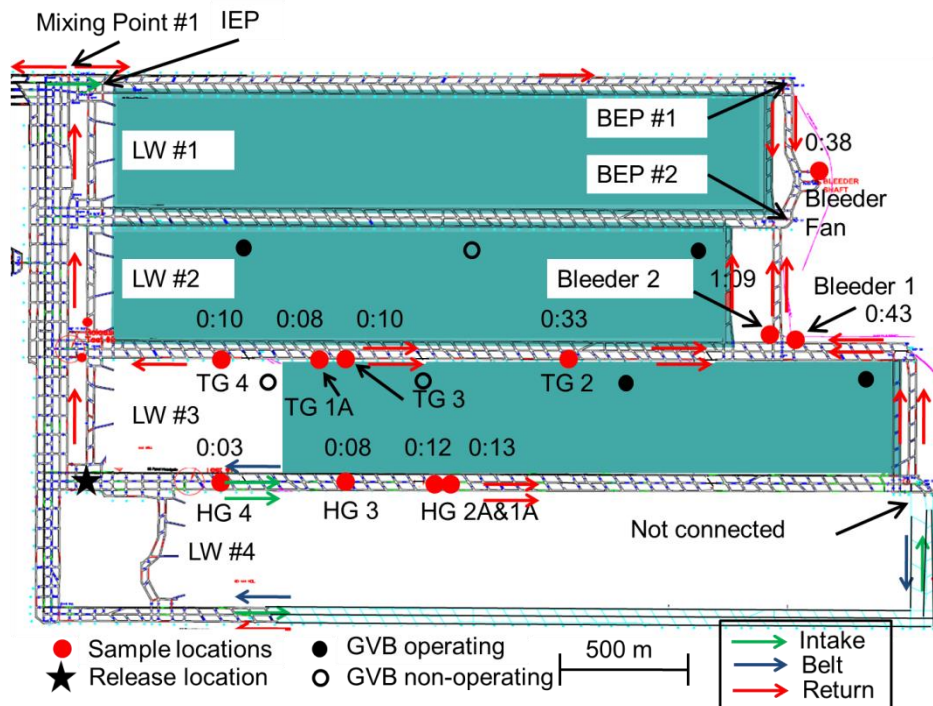 Mixing Point #1
IEP
LW #1
BEP #1
BEP #2
0:38
BLEEDER
SHAFT
Bleeder
Fan
LW #2
Bleeder 2
1:09
Bleeder 1
0:43
0:10
0:08
0:10
0:33
TG 4
TG 1A
TG 3
TG 2
LW #3
0:03
0:08
0:12
0:13
HG 4
HG 3
HG 2A&1A
Not connected
LW #4
Sample locations
GVB operating
500 m
Intake
Release location
GVB non-operating
Belt
Return